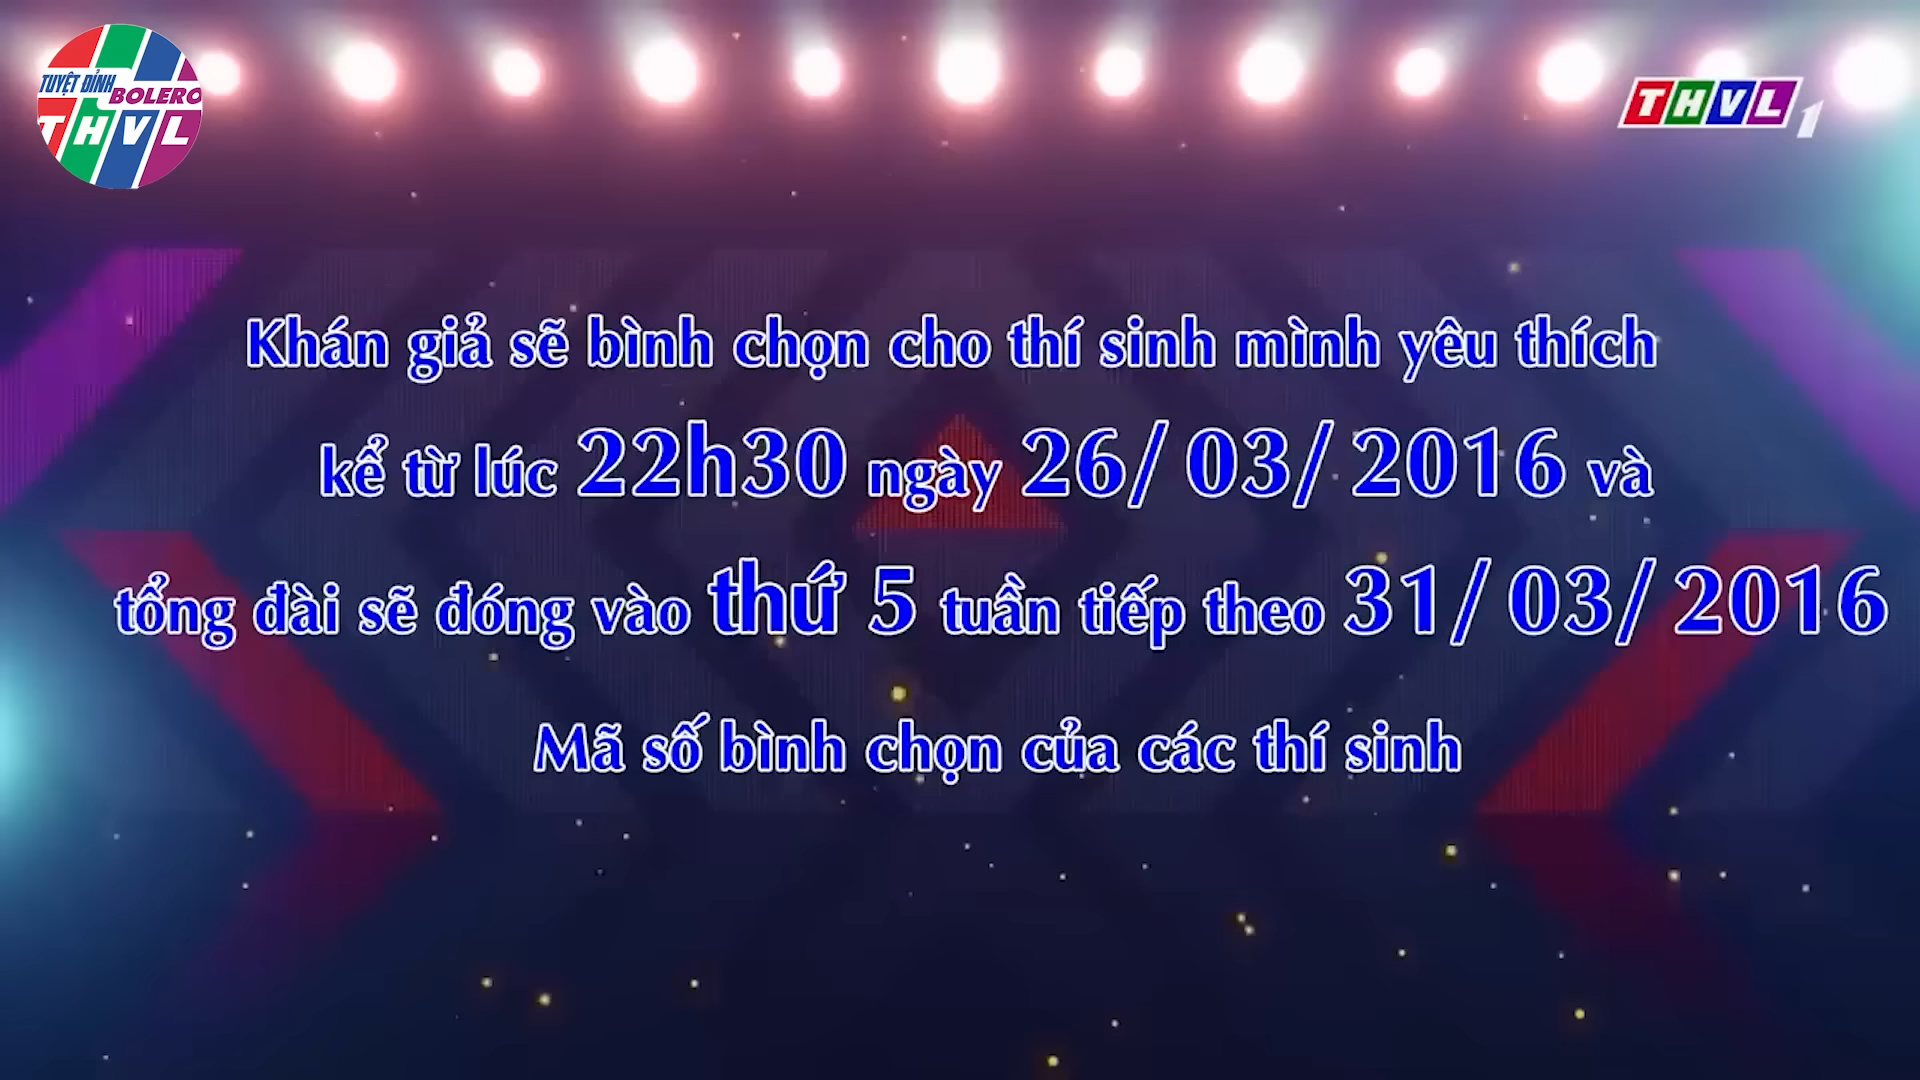 TUYỆT ĐỈNH
BOLERO
THVL
THVL 1
Khán giả sẽ bình chọn cho thí sinh mình yêu thích
kể từ lúc 22h30 ngày 26/ 03/ 2016 và
tổng đài sẽ đóng vào thứ 5 tuần tiếp theo 31/ 03/ 2016
Mã số bình chọn của các thí sinh